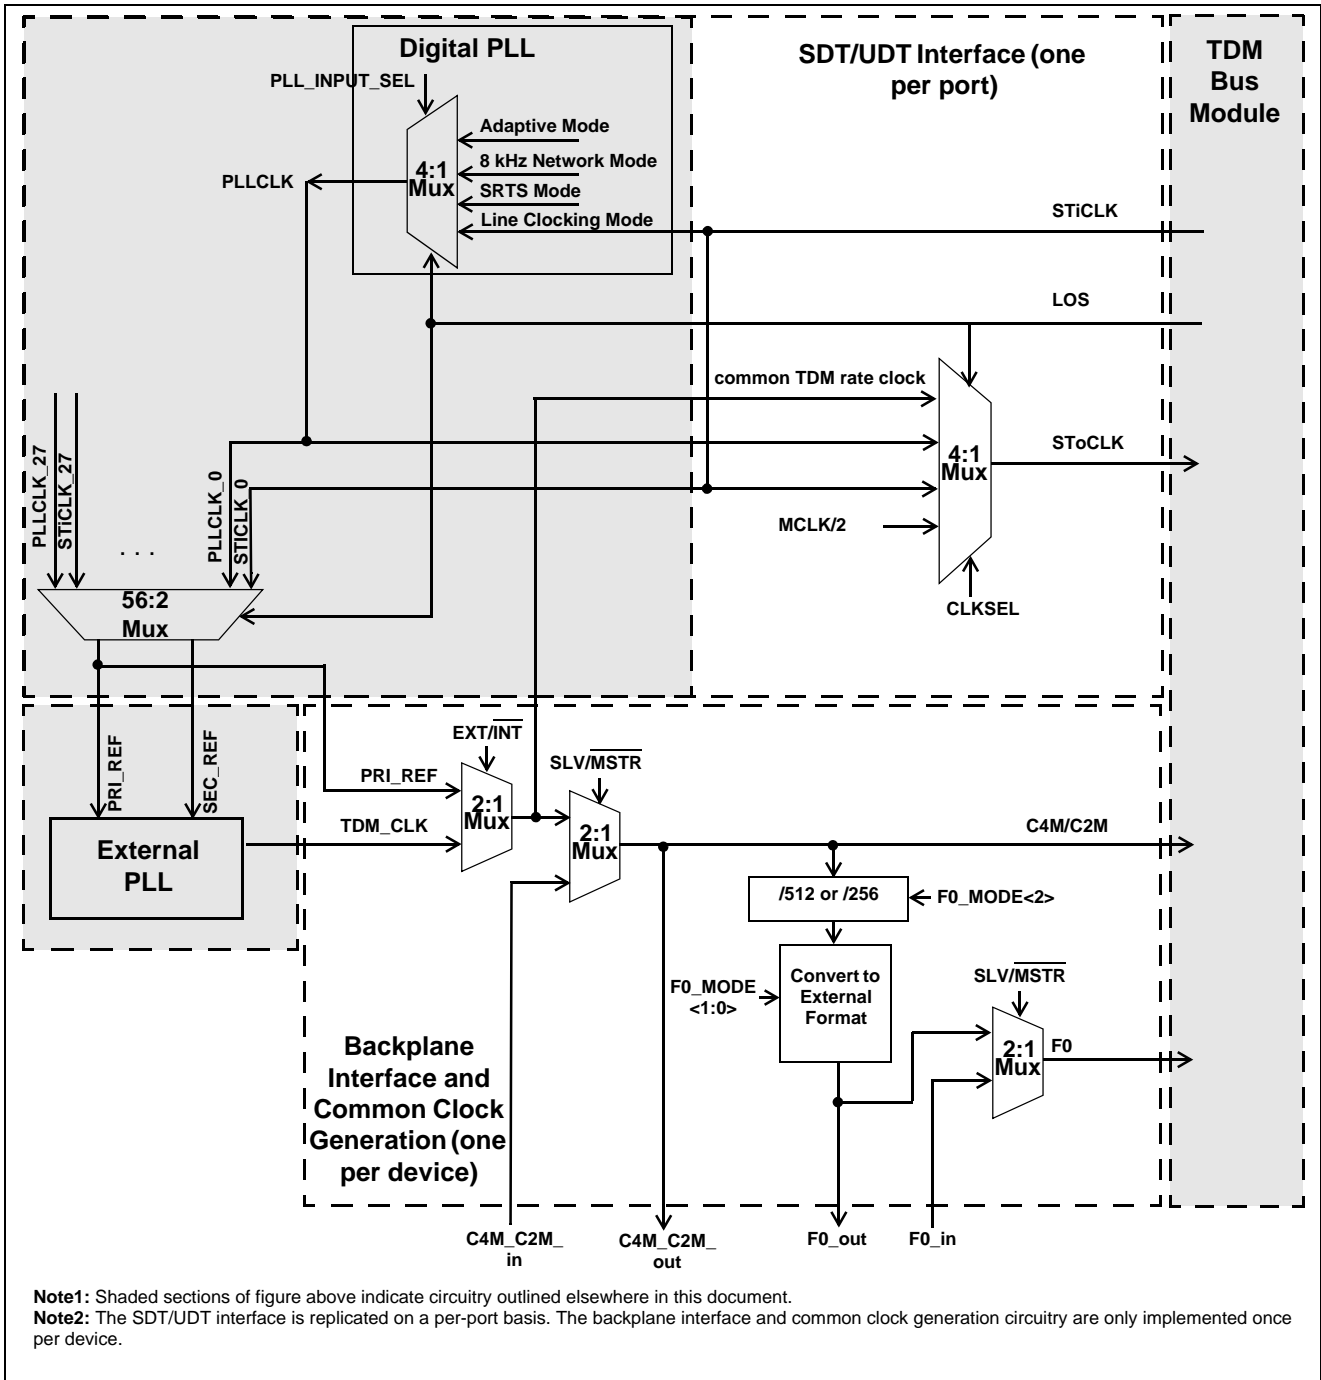 Digital PLL
SDT/UDT Interface (one
per port)
TDM
Bus
Module
PLL_INPUT_SEL
Adaptive Mode
8 kHz Network Mode
SRTS Mode
Line Clocking Mode
4:1
Mux
PLLCLK
STiCLK
LOS
common TDM rate clock
4:1
Mux
SToCLK
MCLK/2
CLKSEL
PLLCLK_27
STiCLK_27
. . .
PLLCLK_0
STiCLK_0
56:2
Mux
PRI_REF
SEC_REF
External
PLL
EXT/INT
PRI_REF
TDM_CLK
2:1
Mux
SLV/MSTR
2:1
Mux
C4M/C2M
/512 or /256
F0_MODE<2>
F0_MODE
<1:0>
Convert to
External
Format
SLV/MSTR
2:1
Mux
F0
Backplane
Interface and
Common Clock
Generation (one
per device)
C4M_C2M_
in
C4M_C2M_
out
F0_out
F0_in
Note1: Shaded sections of figure above indicate circuitry outlined elsewhere in this document.
Note2: The SDT/UDT interface is replicated on a per-port basis. The backplane interface and common clock generation circuitry are only implemented once
per device.